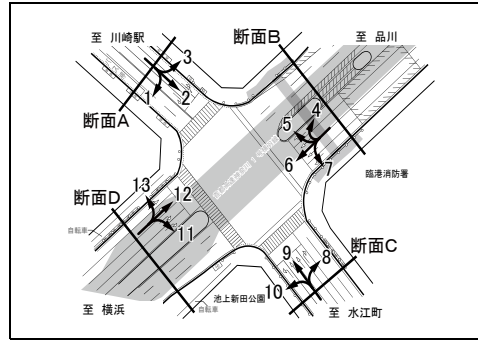 至 川崎駅
断面B
至 品川
3
1
2
断面A
4
5
6
7
臨港消防署
断面D
13
12
11
自転車
断面C
9
8
10
至 横浜
池上新田公園
自転車
至 水江町